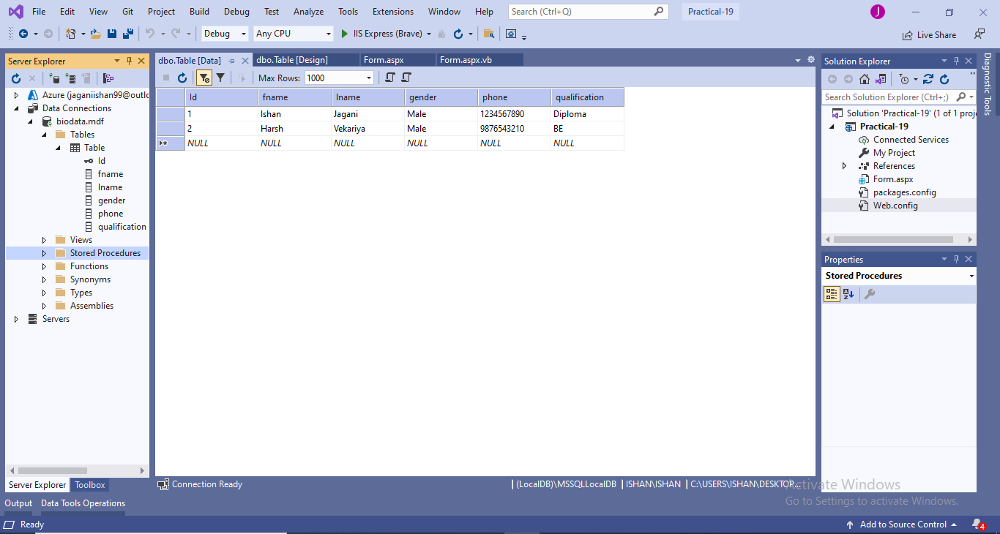 File Edit View Git Project Build Debug Test Analyze Tools Extensions Window Help Search (Ctrl+Q) Practical-19 J
Debug Any CPU IIS Express (Brave) Live Share
Server Explorer
dbo.Table [Data] dbo.Table [Design] Form.aspx Form.aspx.vb
Max Rows: 1000
Azure (jaganiishan99@outlc
Data Connections
biodata.mdf
Tables
Table
Id
fname
lname
gender
phone
qualification
Views
Stored Procedures
Functions
Synonyms
Types
Assemblies
Servers
Server Explorer Toolbox
Id fname lname gender phone qualification
1 Ishan Jagani Male 1234567890 Diploma
2 Harsh Vekariya Male 9876543210 BE
NULL NULL NULL NULL NULL NULL
Connection Ready (LocalDB)\MSSQLLocalDB ISHAN\ISHAN C:\USERS\ISHAN\DESKTOP...
Solution Explorer
Search Solution Explorer (Ctrl+;)
Solution 'Practical-19' (1 of 1 proj
Practical-19
Connected Services
My Project
References
Form.aspx
packages.config
Web.config
Properties
Stored Procedures
Diagnostic Tools
Activate Windows
Go to Settings to activate Windows.
Output Data Tools Operations
Ready Add to Source Control 4